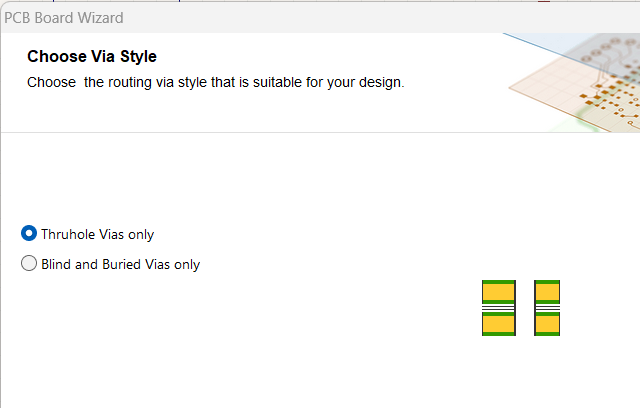 PCB Board Wizard
Choose Via Style
Choose  the routing via style that is suitable for your design.
Thruhole Vias only
Blind and Buried Vias only